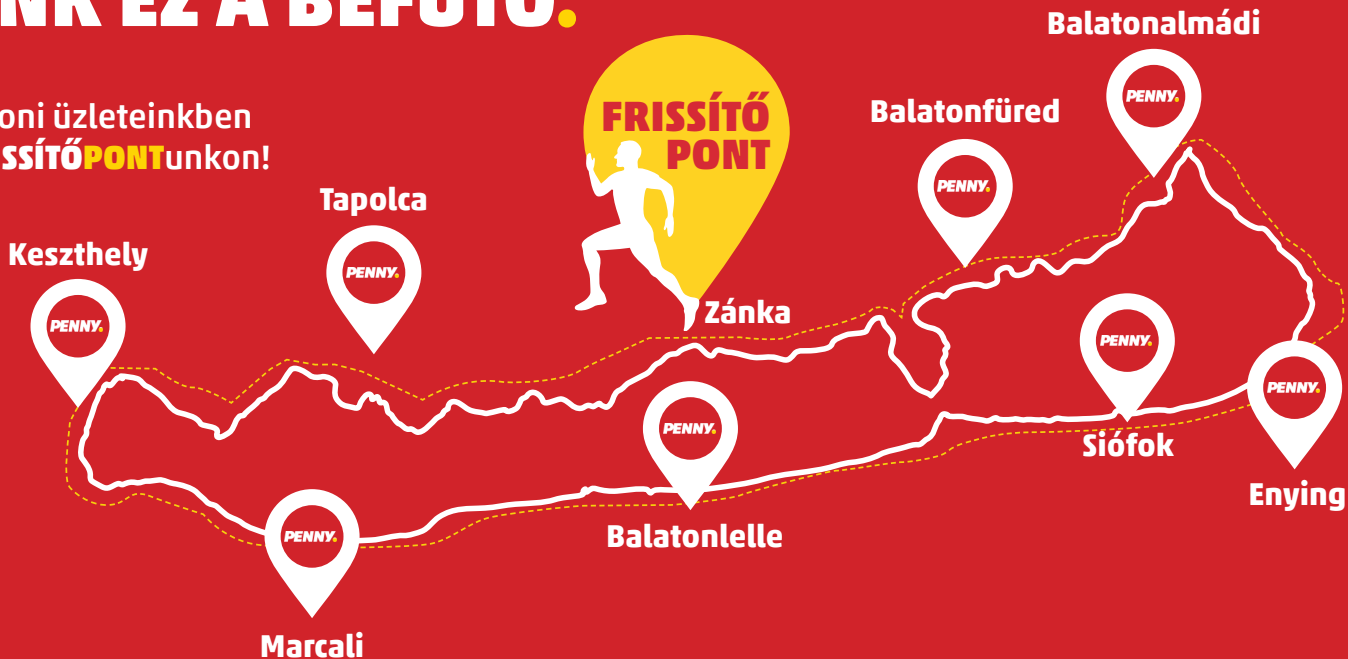 NK EZ A BEFUTÓ.
oni üzleteinkben
SSÍTŐPONTunkon!
FRISSÍTŐ
PONT
Balatonalmádi
PENNY.
Balatonfüred
PENNY.
Tapolca
PENNY.
Keszthely
PENNY.
Zánka
PENNY.
Siófok
PENNY.
Enying
PENNY.
Balatonlelle
PENNY.
Marcali